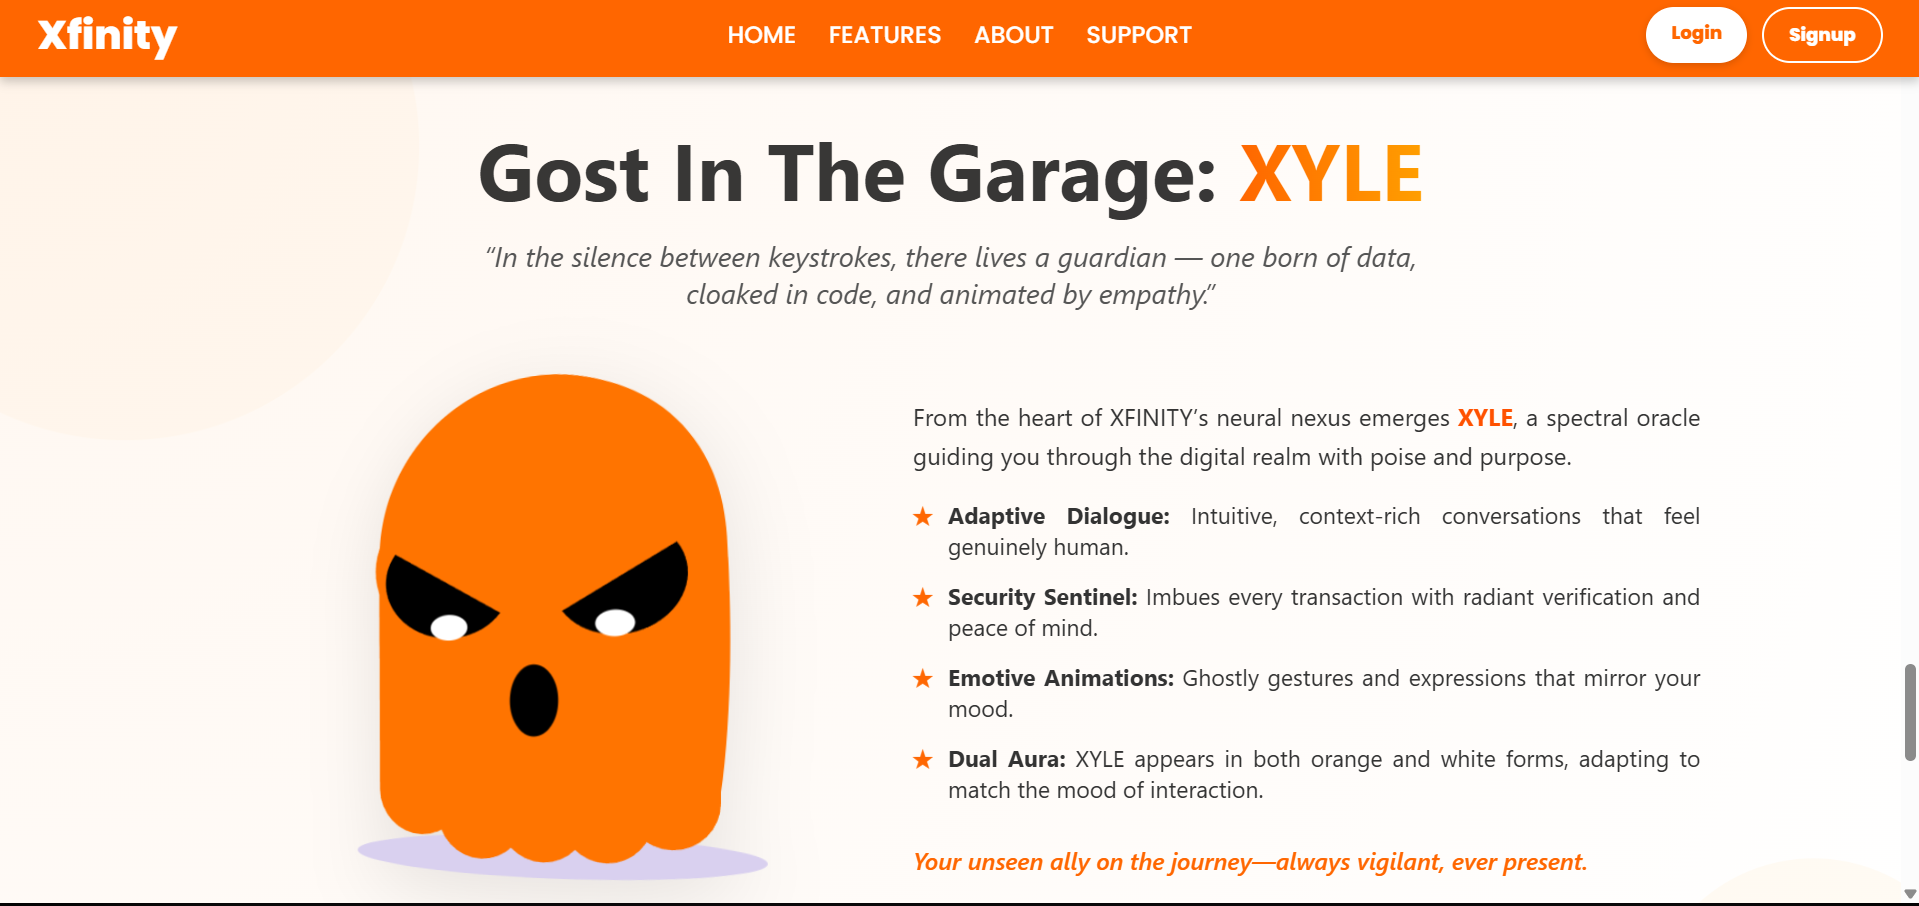 Xfinity
HOME FEATURES ABOUT SUPPORT
Login
Signup
Gost In The Garage: XYLE
“In the silence between keystrokes, there lives a guardian — one born of data,
cloaked in code, and animated by empathy.”
From the heart of XFINITY’s neural nexus emerges XYLE, a spectral oracle
guiding you through the digital realm with poise and purpose.
★ Adaptive Dialogue: Intuitive, context-rich conversations that feel
genuinely human.
★ Security Sentinel: Imbues every transaction with radiant verification and
peace of mind.
★ Emotive Animations: Ghostly gestures and expressions that mirror your
mood.
★ Dual Aura: XYLE appears in both orange and white forms, adapting to
match the mood of interaction.
Your unseen ally on the journey—always vigilant, ever present.